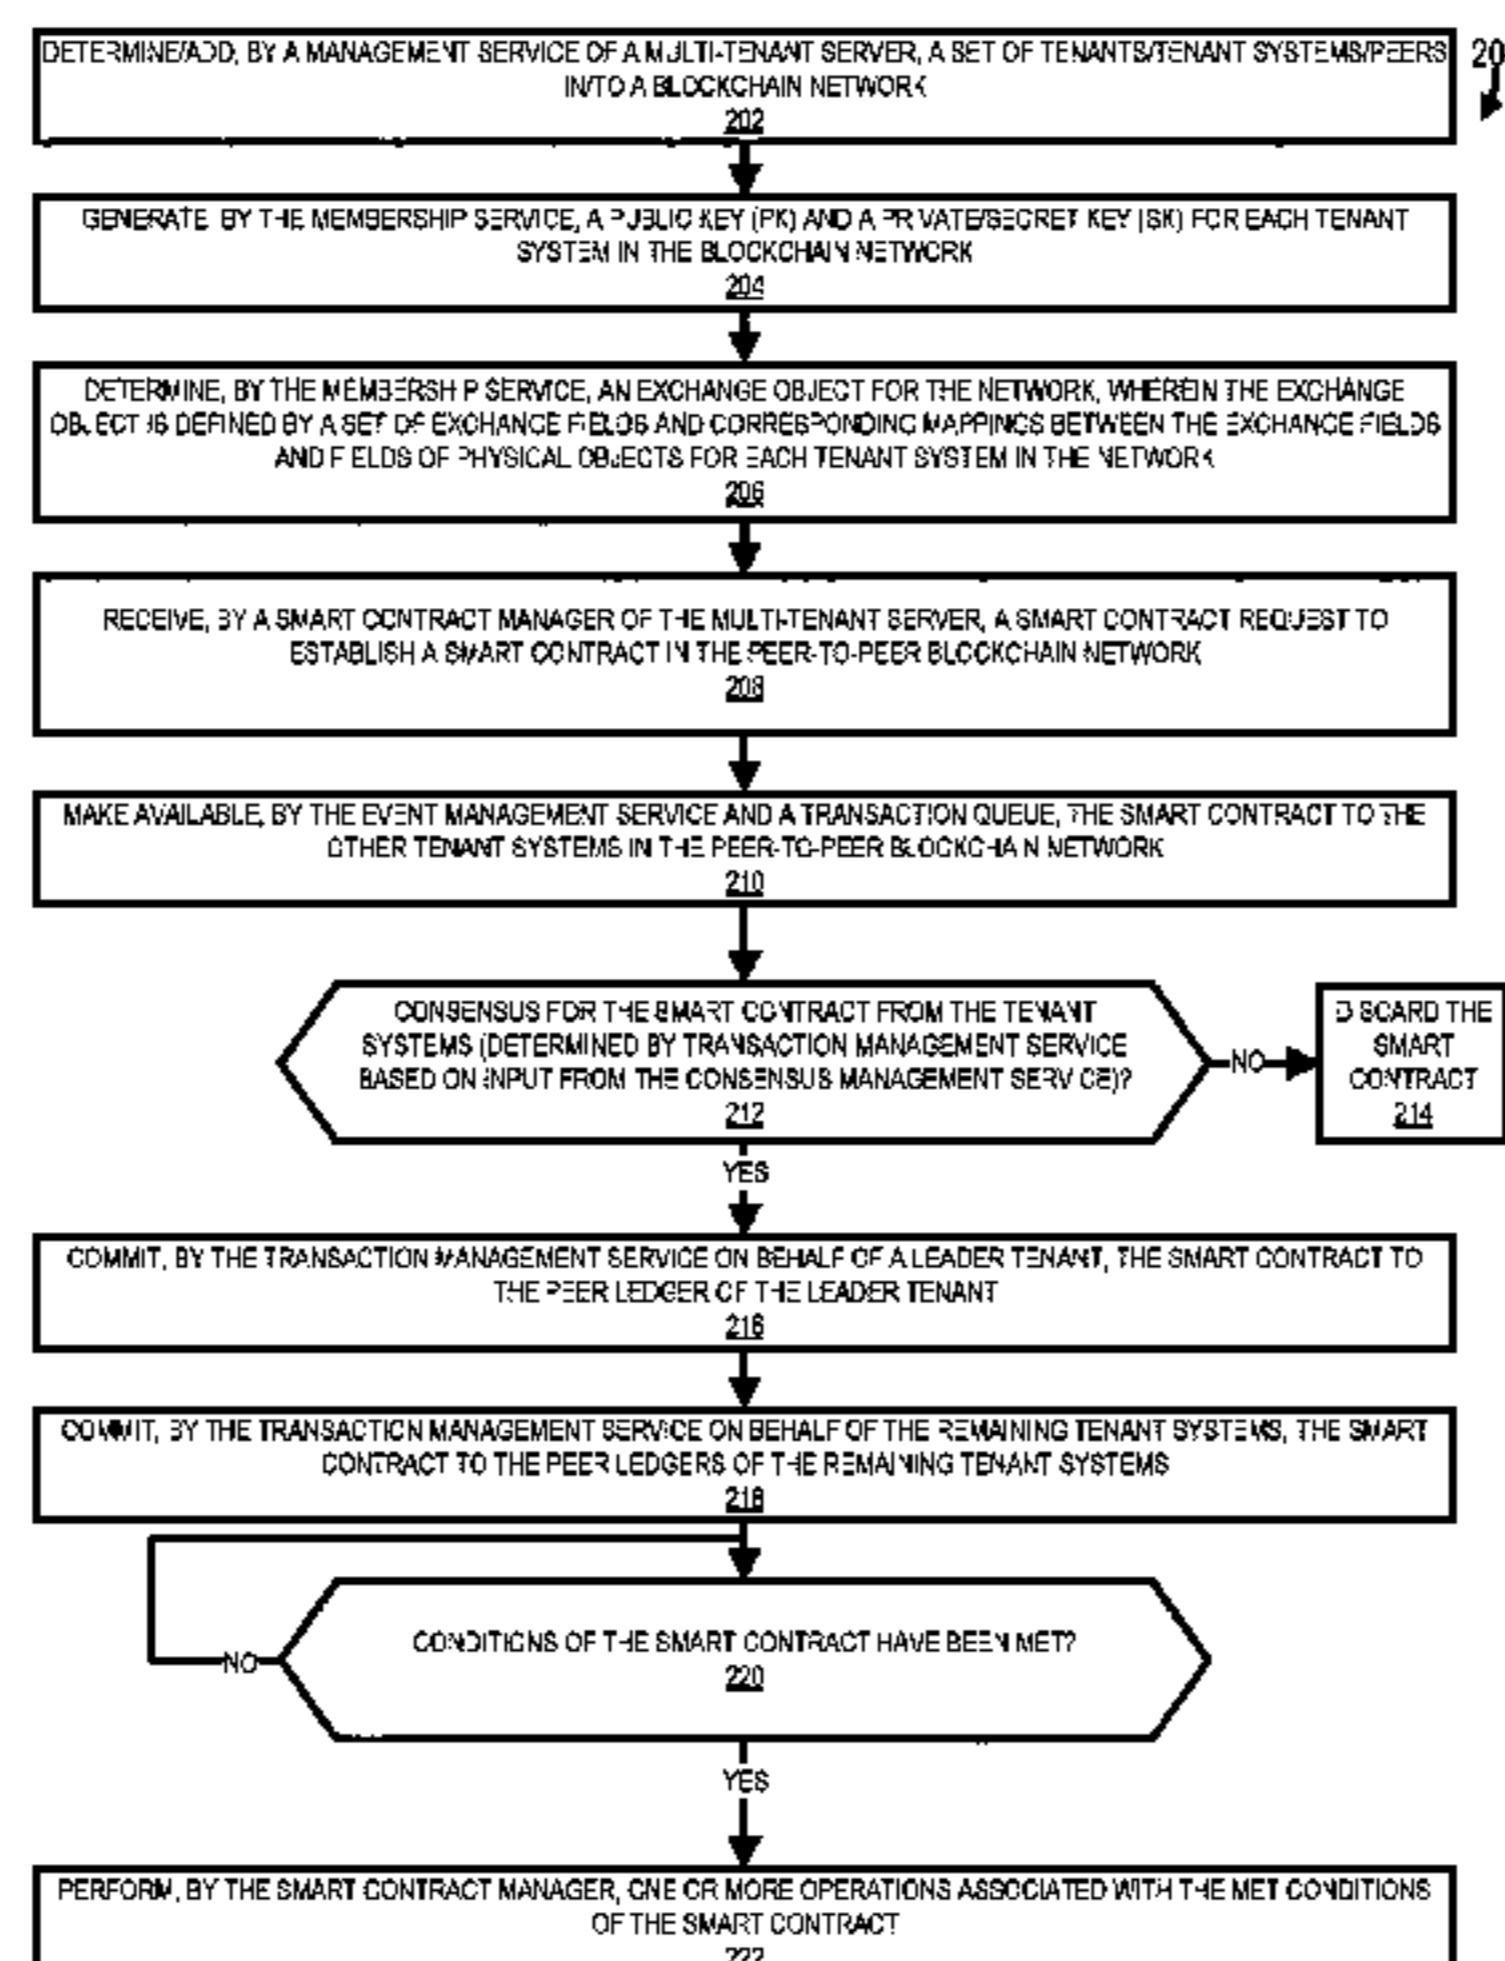 DETERMINE/ADD, BY A MANAGEMENT SERVICE OF A MULTI-TENANT SERVER, A SET OF TENANTS/TENANT SYSTEMS/PEERS
IN/TO A BLOCKCHAIN NETWORK
202
20
GENERATE, BY THE MEMBERSHIP SERVICE, A PUBLIC KEY (PK) AND A PRIVATE/SECRET KEY (SK) FOR EACH TENANT
SYSTEM IN THE BLOCKCHAIN NETWORK
204
DETERMINE, BY THE MEMBERSHIP SERVICE, AN EXCHANGE OBJECT FOR THE NETWORK, WHEREIN THE EXCHANGE
OBJECT IS DEFINED BY A SET OF EXCHANGE FIELDS AND CORRESPONDING MAPPINGS BETWEEN THE EXCHANGE FIELDS
AND FIELDS OF PHYSICAL OBJECTS FOR EACH TENANT SYSTEM IN THE NETWORK
206
RECEIVE, BY A SMART CONTRACT MANAGER OF THE MULTI-TENANT SERVER, A SMART CONTRACT REQUEST TO
ESTABLISH A SMART CONTRACT IN THE PEER-TO-PEER BLOCKCHAIN NETWORK
208
MAKE AVAILABLE, BY THE EVENT MANAGEMENT SERVICE AND A TRANSACTION QUEUE, THE SMART CONTRACT TO THE
OTHER TENANT SYSTEMS IN THE PEER-TO-PEER BLOCKCHAIN NETWORK
210
CONSENSUS FOR THE SMART CONTRACT FROM THE TENANT
SYSTEMS (DETERMINED BY TRANSACTION MANAGEMENT SERVICE
BASED ON INPUT FROM THE CONSENSUS MANAGEMENT SERVICE)?
212
NO
DISCARD THE
SMART
CONTRACT
214
YES
COMMIT, BY THE TRANSACTION MANAGEMENT SERVICE ON BEHALF OF A LEADER TENANT, THE SMART CONTRACT TO
THE PEER LEDGER OF THE LEADER TENANT
216
COMMIT, BY THE TRANSACTION MANAGEMENT SERVICE ON BEHALF OF THE REMAINING TENANT SYSTEMS, THE SMART
CONTRACT TO THE PEER LEDGERS OF THE REMAINING TENANT SYSTEMS
218
CONDITIONS OF THE SMART CONTRACT HAVE BEEN MET?
220
NO
YES
PERFORM, BY THE SMART CONTRACT MANAGER, ONE OR MORE OPERATIONS ASSOCIATED WITH THE MET CONDITIONS
OF THE SMART CONTRACT
222